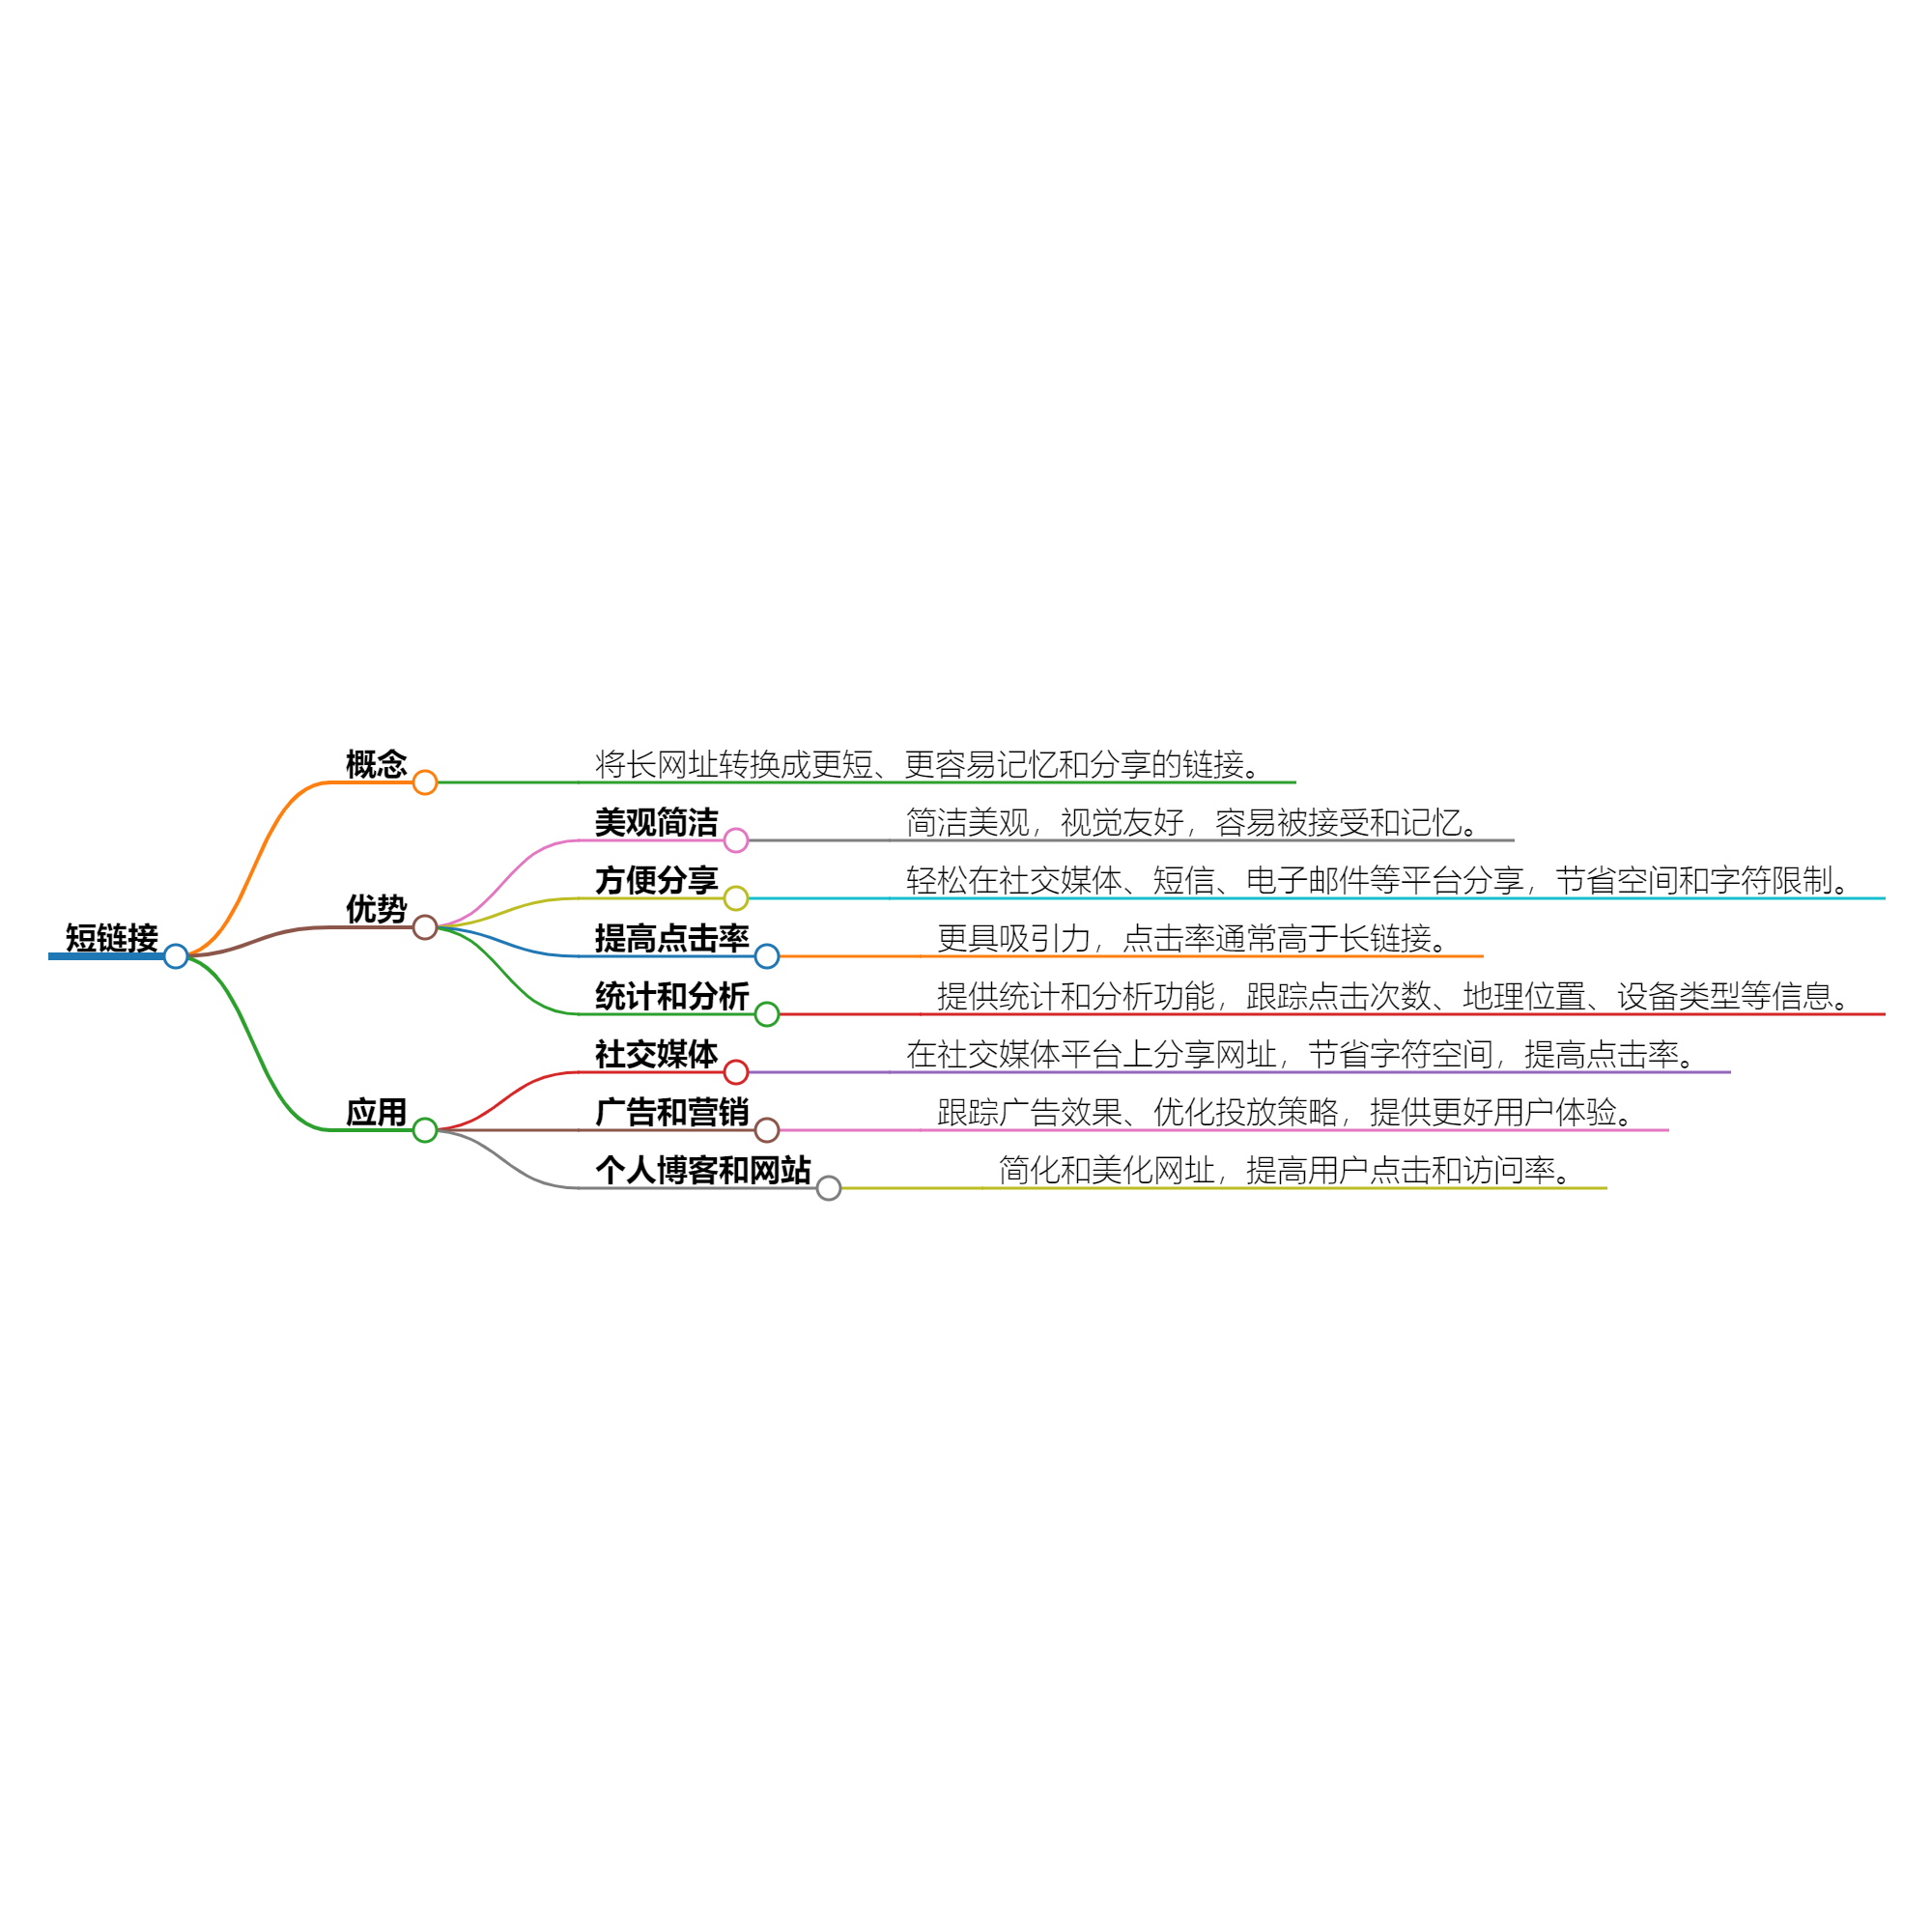 短链接
概念
将长网址转换成更短、更容易记忆和分享的链接。
优势
美观简洁
简洁美观，视觉友好，容易被接受和记忆。
方便分享
轻松在社交媒体、短信、电子邮件等平台分享，节省空间和字符限制。
提高点击率
更具吸引力，点击率通常高于长链接。
统计和分析
提供统计和分析功能，跟踪点击次数、地理位置、设备类型等信息。
应用
社交媒体
在社交媒体平台上分享网址，节省字符空间，提高点击率。
广告和营销
跟踪广告效果、优化投放策略，提供更好用户体验。
个人博客和网站
简化和美化网址，提高用户点击和访问率。